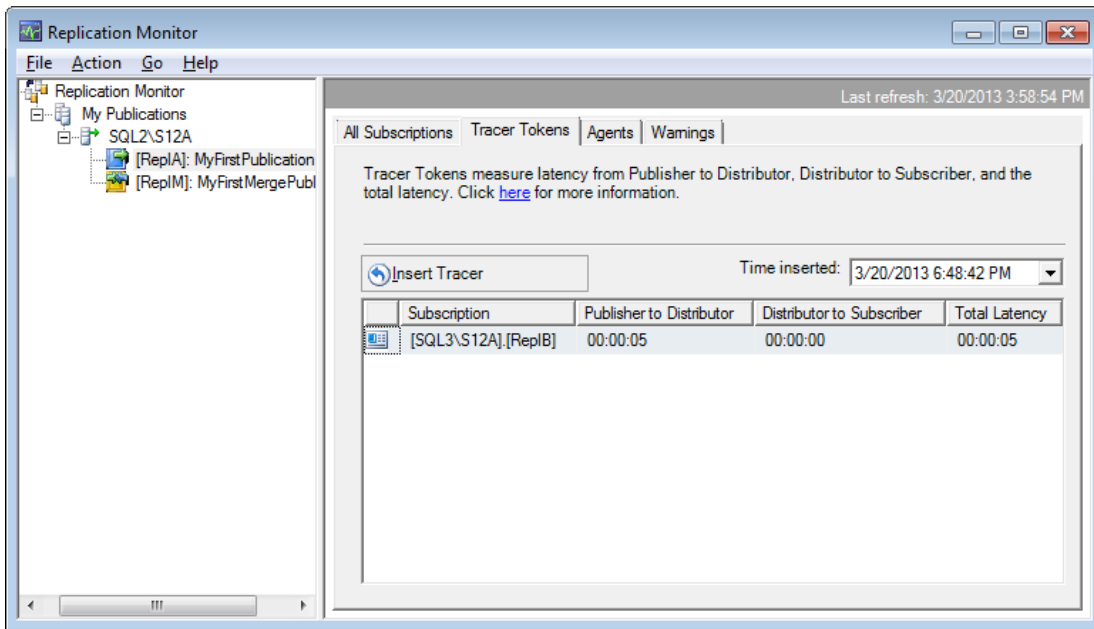 Replication Monitor
File Action Go Help
Replication Monitor
My Publications
SQL2\S12A
[RepIA]: MyFirstPublication
[RepIM]: MyFirstMergePubl
Last refresh: 3/20/2013 3:58:54 PM
All Subscriptions Tracer Tokens Agents Warnings
Tracer Tokens measure latency from Publisher to Distributor, Distributor to Subscriber, and the
total latency. Click here for more information.
Insert Tracer Time inserted: 3/20/2013 6:48:42 PM
Subscription Publisher to Distributor Distributor to Subscriber Total Latency
[SQL3\S12A].[RepIB] 00:00:05 00:00:00 00:00:05